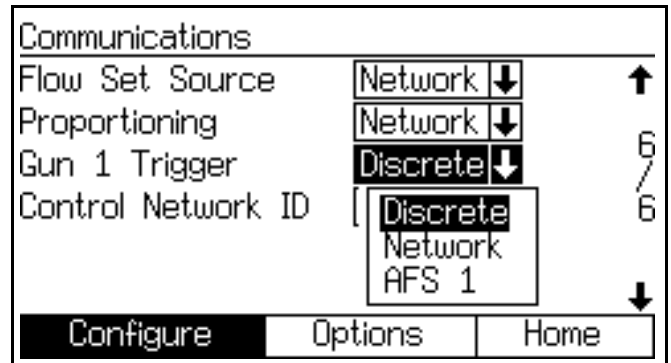 Communications
Flow Set Source Network
Proportioning Network
Gun 1 Trigger Discrete
Control Network ID [
Discrete
Network
AFS 1
6/6
Configure Options Home